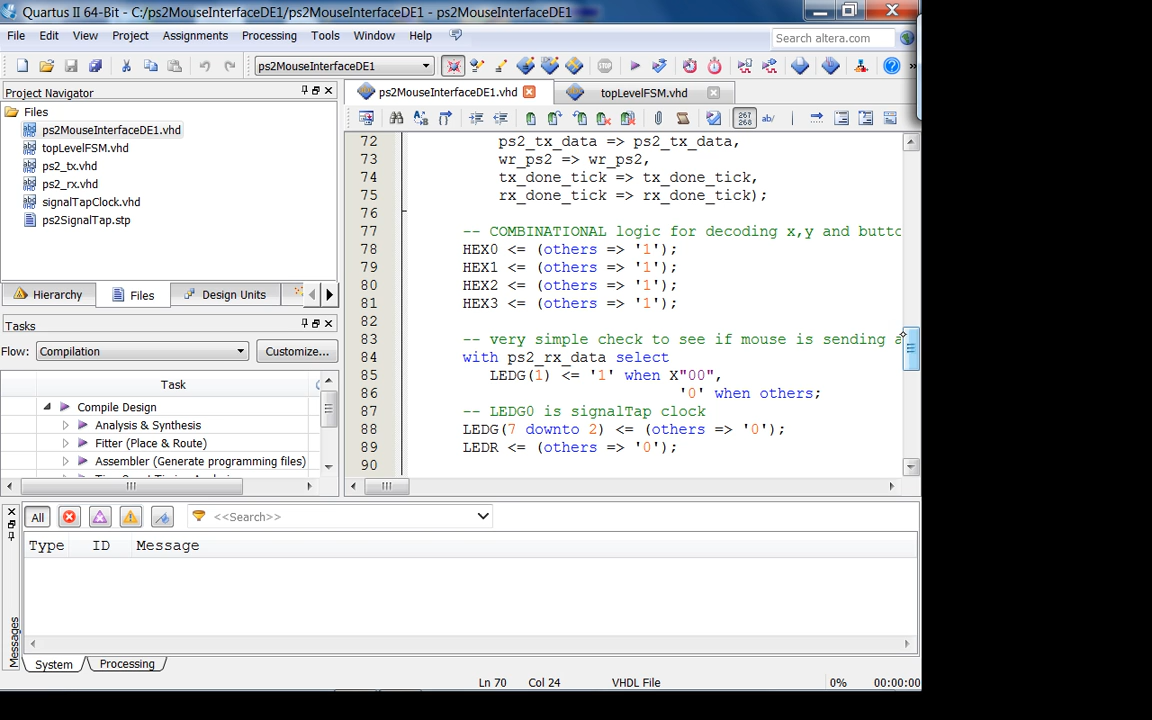 Quartus II 64-Bit - C:/ps2MouseInterfaceDE1/ps2MouseInterfaceDE1 - ps2MouseInterfaceDE1
File Edit View Project Assignments Processing Tools Window Help
Search altera.com
ps2MouseInterfaceDE1
Project Navigator
Files
ps2MouseInterfaceDE1.vhd
topLevelFSM.vhd
ps2_tx.vhd
ps2_rx.vhd
signalTapClock.vhd
ps2SignalTap.stp
Hierarchy Files Design Units
Tasks
Flow: Compilation Customize...
Task
Compile Design
Analysis & Synthesis
Fitter (Place & Route)
Assembler (Generate programming files)
ps2MouseInterfaceDE1.vhd topLevelFSM.vhd
267
268
ab/
72 ps2_tx_data => ps2_tx_data,
73 wr_ps2 => wr_ps2,
74 tx_done_tick => tx_done_tick,
75 rx_done_tick => rx_done_tick);
76
77 -- COMBINATIONAL logic for decoding x,y and butto
78 HEX0 <= (others => '1');
79 HEX1 <= (others => '1');
80 HEX2 <= (others => '1');
81 HEX3 <= (others => '1');
82
83 -- very simple check to see if mouse is sending a
84 with ps2_rx_data select
85 LEDG(1) <= '1' when X"00",
86 '0' when others;
87 -- LEDG0 is signalTap clock
88 LEDG(7 downto 2) <= (others => '0');
89 LEDR <= (others => '0');
90
All <<Search>>
Type ID Message
Messages
System Processing
Ln 70 Col 24 VHDL File 0% 00:00:00